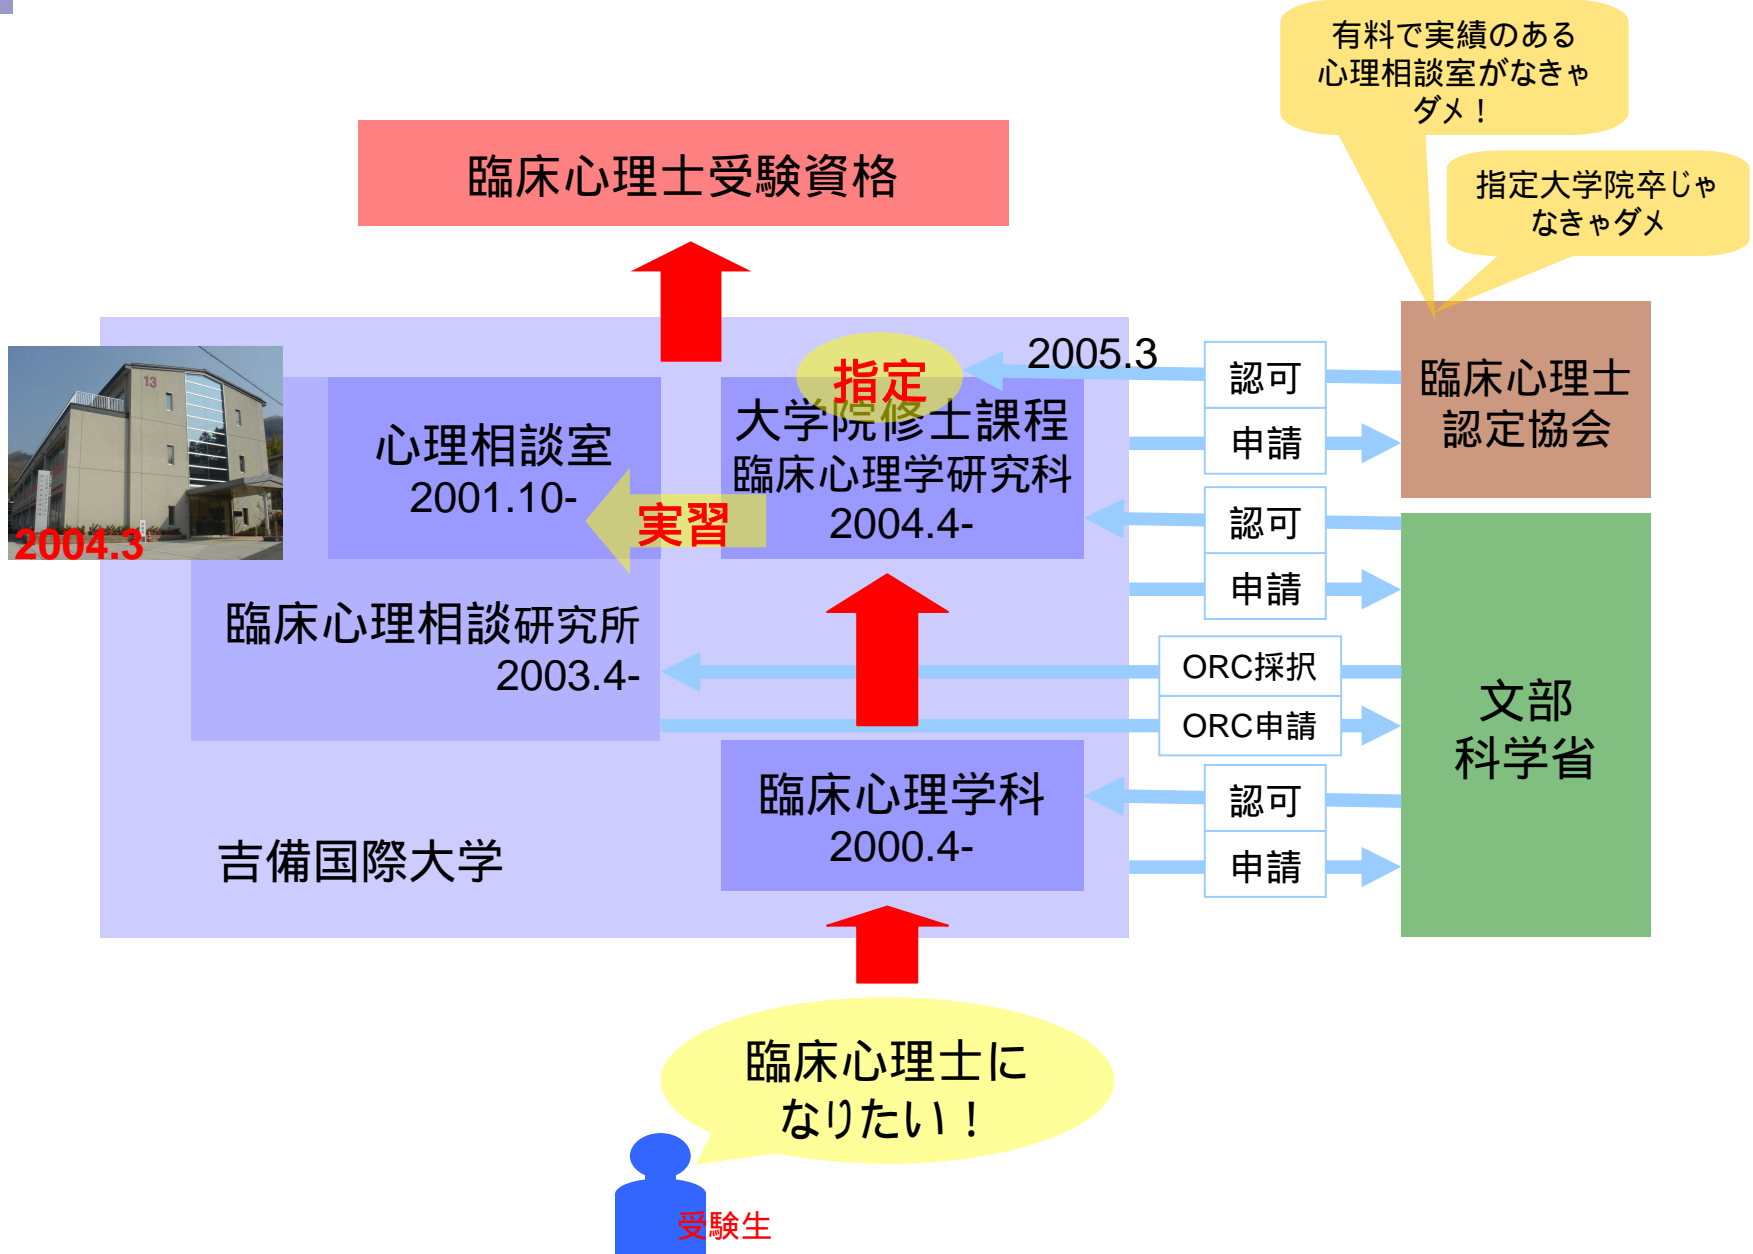 有料で実績のある
心理相談室がなきゃ
ダメ！
指定大学院卒じゃ
なきゃダメ
臨床心理士受験資格
2005.3
指定
認可
申請
臨床心理士
認定協会
13
2004.3
心理相談室
2001.10-
実習
大学院修士課程
臨床心理学研究科
2004.4-
認可
申請
臨床心理相談研究所
2003.4-
ORC採択
ORC申請
文部
科学省
臨床心理学科
2000.4-
認可
申請
吉備国際大学
臨床心理士に
なりたい！
受験生